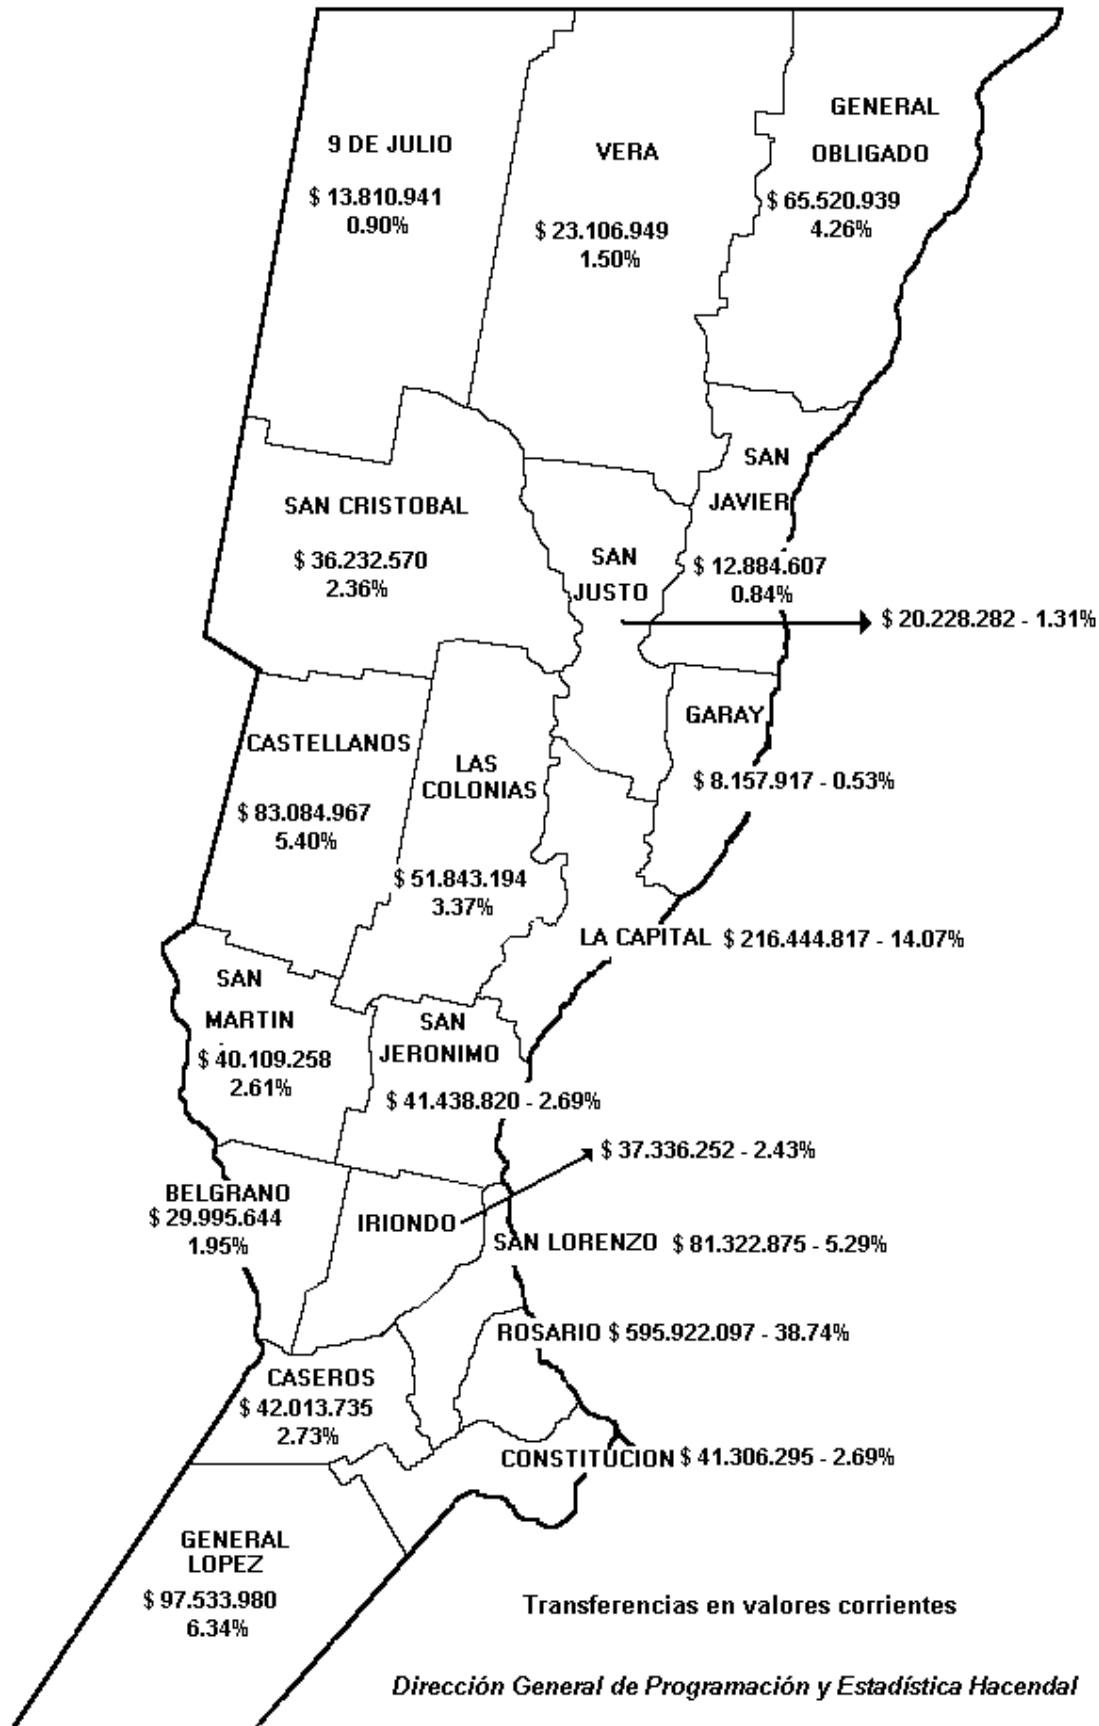 9 DE JULIO
$ 13.810.941
0.90%
VERA
$ 23.106.949
1.50%
GENERAL
OBLIGADO
$ 65.520.939
4.26%
SAN CRISTOBAL
$ 36.232.570
2.36%
SAN
JUSTO
$ 20.228.282 - 1.31%
SAN
JAVIER
$ 12.884.607
0.84%
GARAY
$ 8.157.917 - 0.53%
CASTELLANOS
$ 83.084.967
5.40%
LAS
COLONIAS
$ 51.843.194
3.37%
LA CAPITAL $ 216.444.817 - 14.07%
SAN
MARTIN
$ 40.109.258
2.61%
SAN
JERONIMO
$ 41.438.820 - 2.69%
BELGRANO
$ 29.995.644
1.95%
IRIONDO
$ 37.336.252 - 2.43%
SAN LORENZO $ 81.322.875 - 5.29%
ROSARIO $ 595.922.097 - 38.74%
CASEROS
$ 42.013.735
2.73%
CONSTITUCION $ 41.306.295 - 2.69%
GENERAL
LOPEZ
$ 97.533.980
6.34%
Transferencias en valores corrientes
Dirección General de Programación y Estadística Hacendal